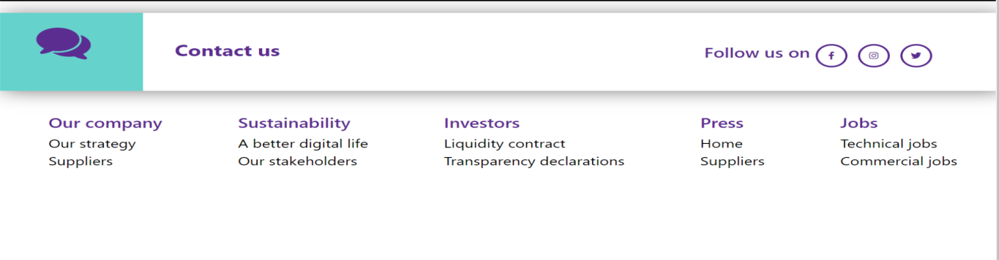 Contact us
Follow us on
Our company
Our strategy
Suppliers
Sustainability
A better digital life
Our stakeholders
Investors
Liquidity contract
Transparency declarations
Press
Home
Suppliers
Jobs
Technical jobs
Commercial jobs